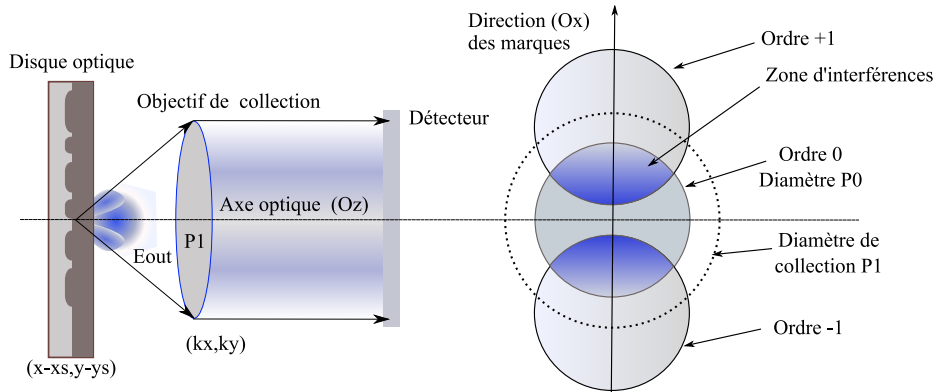 Disque optique
Objectif de collection
Détecteur
Axe optique (Oz)
P1
Eout
(kx,ky)
(x-xs,y-ys)
Direction (Ox)
des marques
Ordre +1
Zone d'interférences
Ordre 0
Diamètre P0
Diamètre de
collection P1
Ordre -1